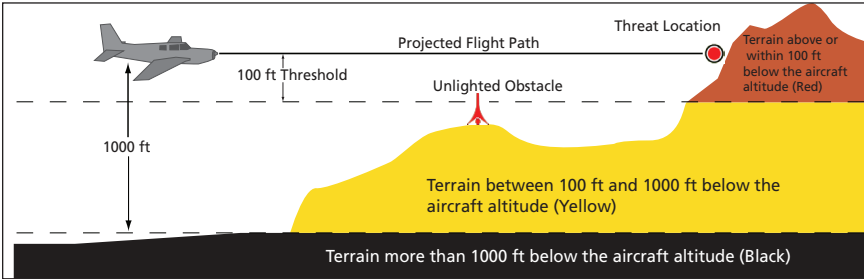 Threat Location
Projected Flight Path
Terrain above or
within 100 ft
below the aircraft
altitude (Red)
100 ft Threshold
Unlighted Obstacle
1000 ft
Terrain between 100 ft and 1000 ft below the
aircraft altitude (Yellow)
Terrain more than 1000 ft below the aircraft altitude (Black)